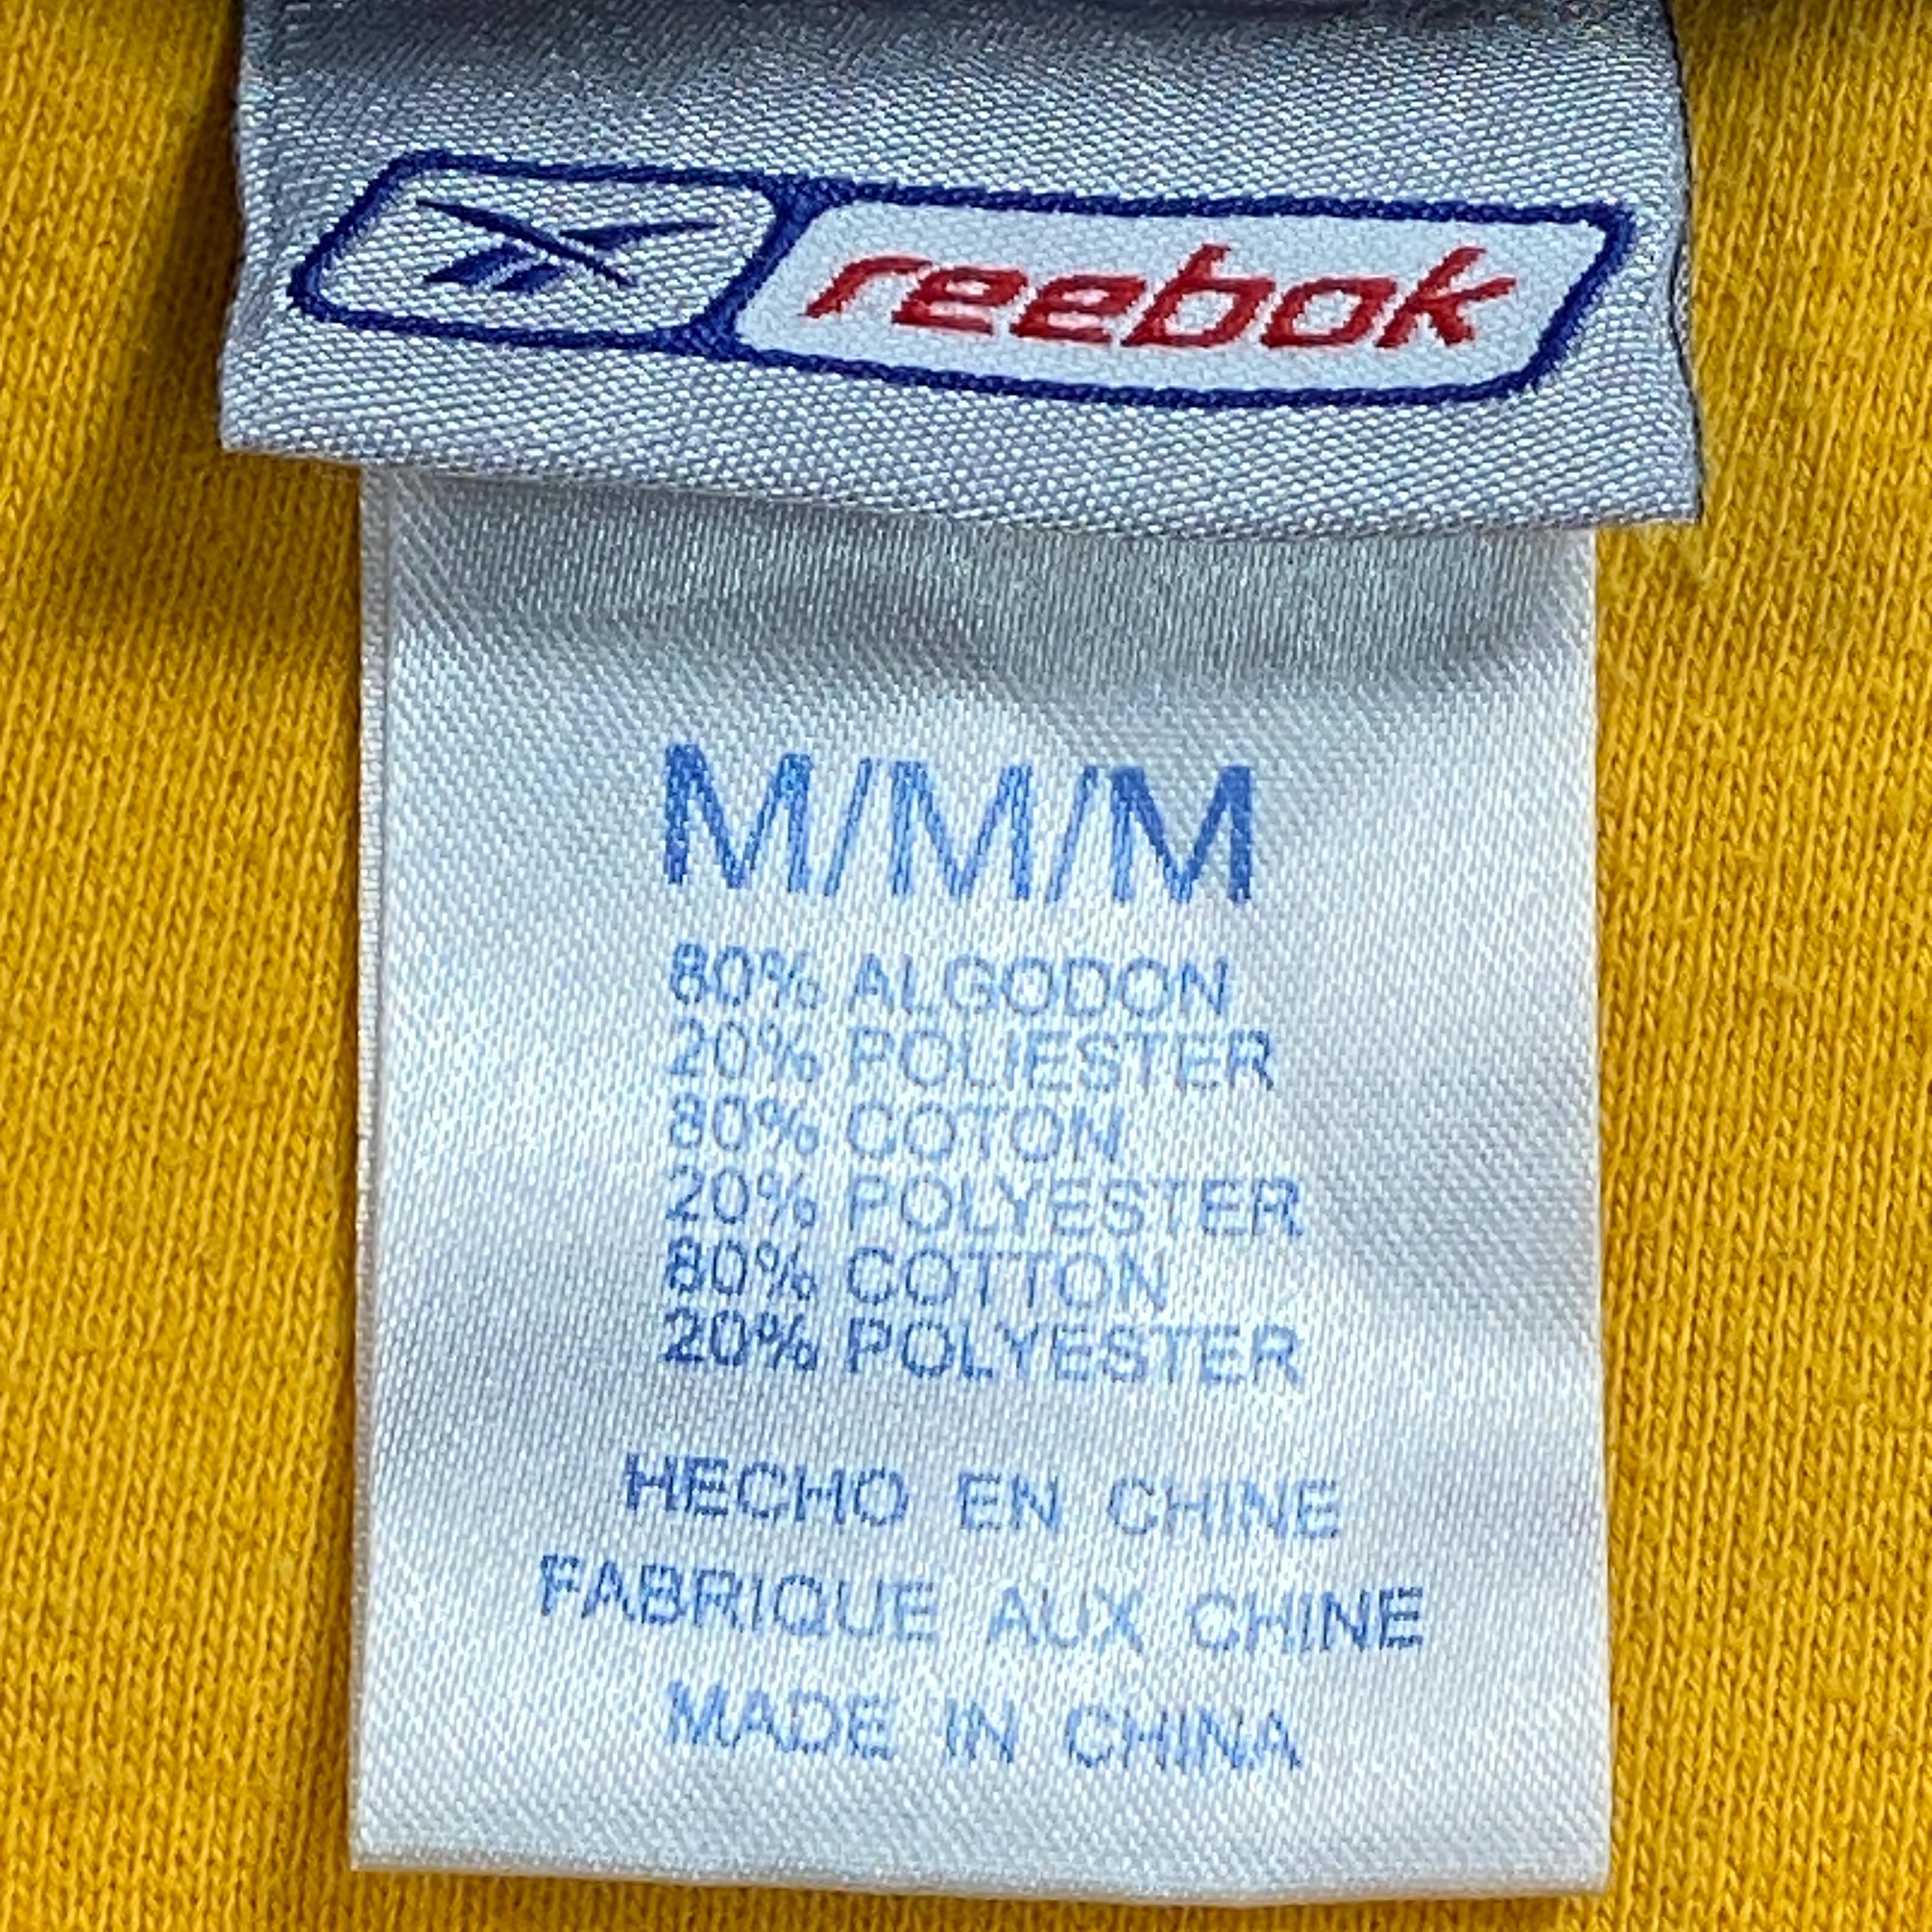 reebok
M/M/M
80% ALGODON
20% POLIESTER
80% COTON
20% POLYESTER
80% COTTON
20% POLYESTER
HECHO EN CHINE
FABRIQUE AUX CHINE
MADE IN CHINA